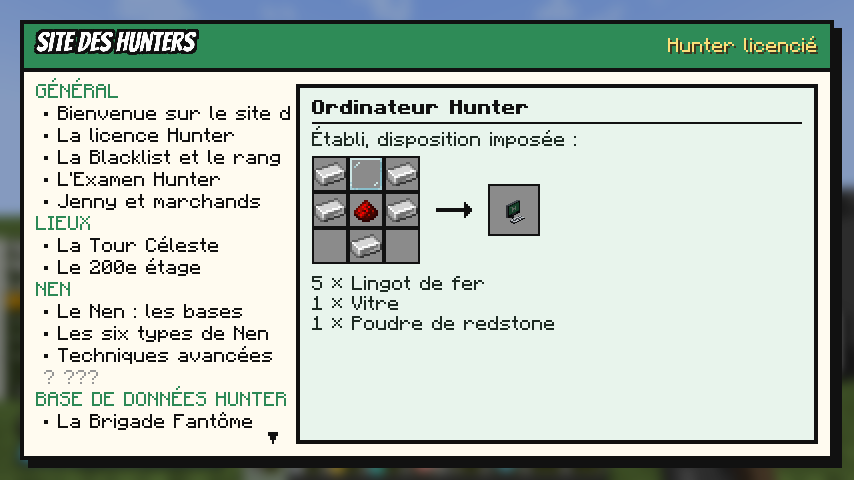 SITE DES HUNTERS
Hunter licencié
GÉNÉRAL
• Bienvenue sur le site d
• La licence Hunter
• La Blacklist et le rang
• L'Examen Hunter
• Jenny et marchands
LIEUX
• La Tour Céleste
• Le 200e étage
NEN
• Le Nen : les bases
• Les six types de Nen
• Techniques avancées
? ???
BASE DE DONNÉES HUNTER
• La Brigade Fantôme
Ordinateur Hunter
Établi, disposition imposée :
5 × Lingot de fer
1 × Vitre
1 × Poudre de redstone